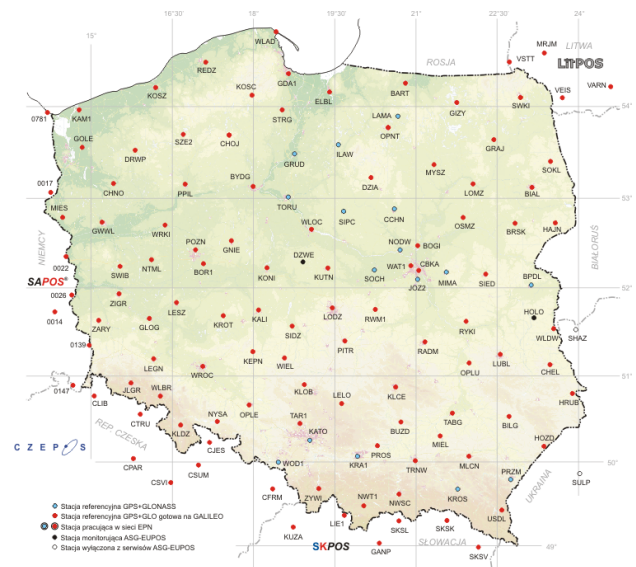 WLAD
MRJM
LITWA
REDZ
ROSJA
VSTT
LITPOS
16°30'
19°30'
22°30'
15°
18°
21°
24°
GDA1
KOSC
KOSZ
ELBL
BART
VARN
SWKI
VEIS
54°
0781
KAM1
STRG
LAMA
GIZY
GOLE
SZE2
CHOJ
OPNT
DRWP
GRUD
ILAW
GRAJ
MYSZ
SOKL
0017
CHNO
PPIL
BYDG
DZIA
LOMZ
BIAL
53°
MIES
TORU
SIPC
CCHN
GWWL
WRKI
WLOC
OSMZ
BRSK
HAJN
NIEMCY
POZN
GNIE
NODW
BOGI
BIAŁORUŚ
0022
SWIB
NTML
BOR1
DZWE
WAT1
CBKA
KONI
KUTN
SOCH
JOZ2
MIMA
SIED
BPDL
SAPOS®
0026
ZIGR
52°
0014
LESZ
KALI
LODZ
RWM1
HOLO
ZARY
GLOG
KROT
SIDZ
RYKI
WLDW
SHAZ
0139
KEPN
WIEL
PITR
RADM
LUBL
LEGN
WROC
OPLU
CHEL
51°
0147
JLGR
WLBR
KLOB
LELO
KLCE
CLIB
HRUB
CTRU
NYSA
OPLE
TAR1
TABG
BILG
REP. CZESKA
KLDZ
KATO
BUZD
MIEL
HOZD
CZEPOS
CJES
PROS
CPAR
CSUM
WOD1
KRA1
TRNW
MLCN
PRZM
50°
CSVI
SULP
UKRAINA
CFRM
ZYWI
NWT1
NWSC
KROS
USDL
Stacja referencyjna GPS+GLONASS
Stacja referencyjna GPS+GLO gotowa na GALILEO
Stacja pracująca w sieci EPN
Stacja monitorująca ASG-EUPOS
Stacja wyłączona z serwisów ASG-EUPOS
KUZA
LIE1
SKSL
SKSK
SŁOWACJA
SKPOS
GANP
SKSV
49°